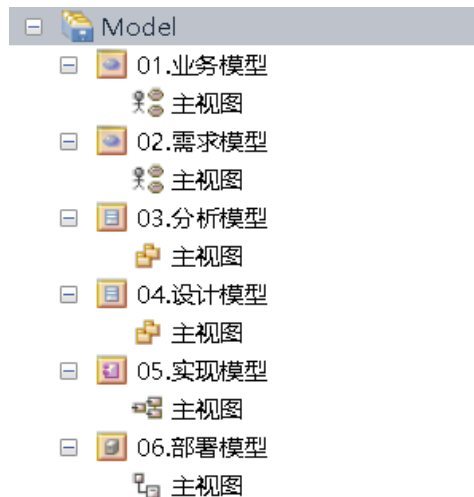 Model
01.业务模型
主视图
02.需求模型
主视图
03.分析模型
主视图
04.设计模型
主视图
05.实现模型
主视图
06.部署模型
主视图